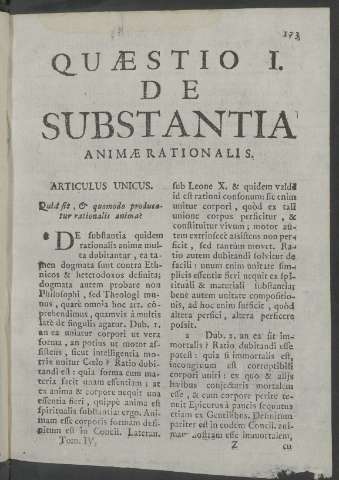 173
QUÆSTIO I.
DE
SUBSTANTIA
ANIMÆ RATIONALIS.
ARTICULUS UNICUS.
Quid sit, & quomodo produca-
tur rationalis anima?
DE substantia quidem
rationalis animæ mul-
ta dubitantur, ea ta-
men dogmata sunt contra Eth-
nicos & heterodoxos definita;
dogmata autem probare non
Philosophi, sed Theologi mu-
nus, quare omnia hoc art. co-
prehendimus, quamvis à multis
latè de singulis agatur. Dub. 1.
an ea uniatur corpori ut vera
forma, an potius ut motor as-
sistens, sicut intelligentia mo-
trix unitur Cœlo? Ratio dubi-
tandi est: quia forma cum ma-
teria facit unam essentiam; at
ex anima & corpore nequit una
essentia fieri, quippe anima est
spiritualis substantia: ergo. Ani-
mam esse corporis formam defi-
nitum est in Concil. Lateran.
Tom. IV.
sub Leone X. & quidem valdè
id est rationi consonum: sic enim
unitur corpori, quòd ex tali
unione corpus perficitur, &
constituitur vivum; motor au-
tem extrinsecè assistens non per-
ficit, sed tantùm movet. Ra-
tio autem dubitandi solvitur de
facili: unam enim unitate sim-
plicis essentiæ fieri nequit ex spi-
rituali & materiali substantia;
bene autem unitate compositio-
nis, ad hoc enim sufficit, quòd
altera perfici, altera perficere
possit.
2 Dub. 2. an ea sit im-
mortalis? Ratio dubitandi esse
potest: quia si immortalis est,
incongruum est corruptibili
corpori uniri: ex quo & alijs
levibus conjecturis mortalem
esse, & cum corpore perire te-
nuit Epicurus à paucis sequutus
etiam ex Gentilibus. Definitum
pariter est in eodem Concil. ani-
mam nostram esse immortalem,
Z cu